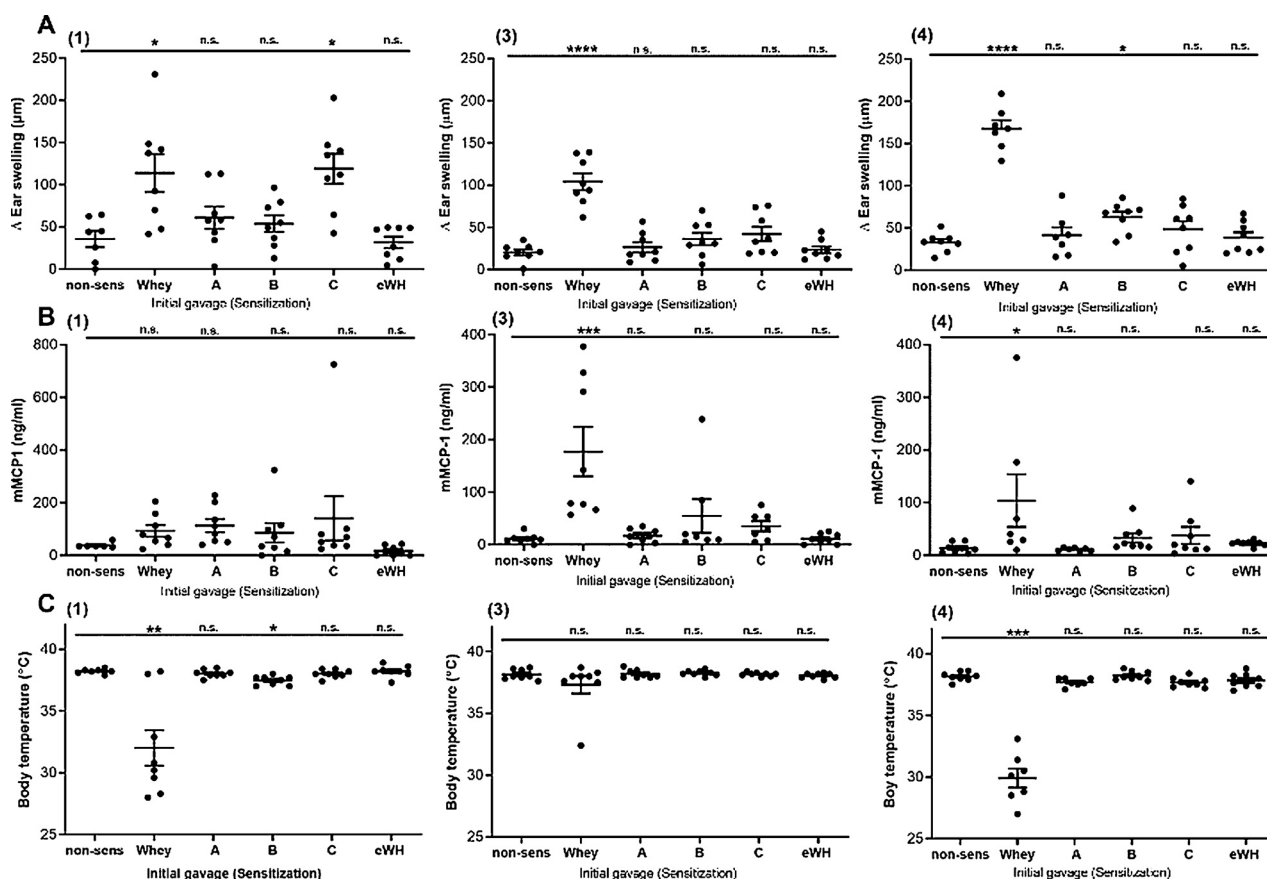 A
(1)
* n.s. n.s. * n.s.
250
200
150
100
50
0
Δ Ear swelling (µm)
non-sens Whey A B C eWH
Initial gavage (Sensitization)
(3)
**** n s. n.s. n.s. n.s.
250
200
150
100
50
0
Δ Ear swelling (µm)
non-sens Whey A B C eWH
Initial gavage (Sensitization)
(4)
**** n.s. * n.s. n.s.
250
200
150
100
50
0
Δ Ear swelling (µm)
non-sens Whey A B C eWH
Initial gavage (Sensitization)
B
(1)
n.s. n.s. n.s. n.s. n.s.
800
600
400
200
0
mMCP1 (ng/ml)
non-sens Whey A B C eWH
Initial gavage (Sensitization)
(3)
*** n.s. n.s. n.s. n.s.
400
300
200
100
0
mMCP-1 (ng/ml)
non-sens Whey A B C eWH
Initial gavage (Sensitization)
(4)
* n.s. n.s. n.s. n.s.
400
300
200
100
0
mMCP-1 (ng/ml)
non-sens Whey A B C eWH
Initial gavage (Sensitization)
C
(1)
** n.s. * n.s. n.s.
40
35
30
25
Body temperature (°C)
non-sens Whey A B C eWH
Initial gavage (Sensitization)
(3)
n.s. n.s. n.s. n.s. n.s.
40
35
30
25
Body temperature (°C)
non-sens Whey A B C eWH
Initial gavage (Sensitization)
(4)
*** n.s. n.s. n.s. n.s.
40
35
30
25
Boy temperature (°C)
non-sens Whey A B C eWH
Initial gavage (Sensitization)